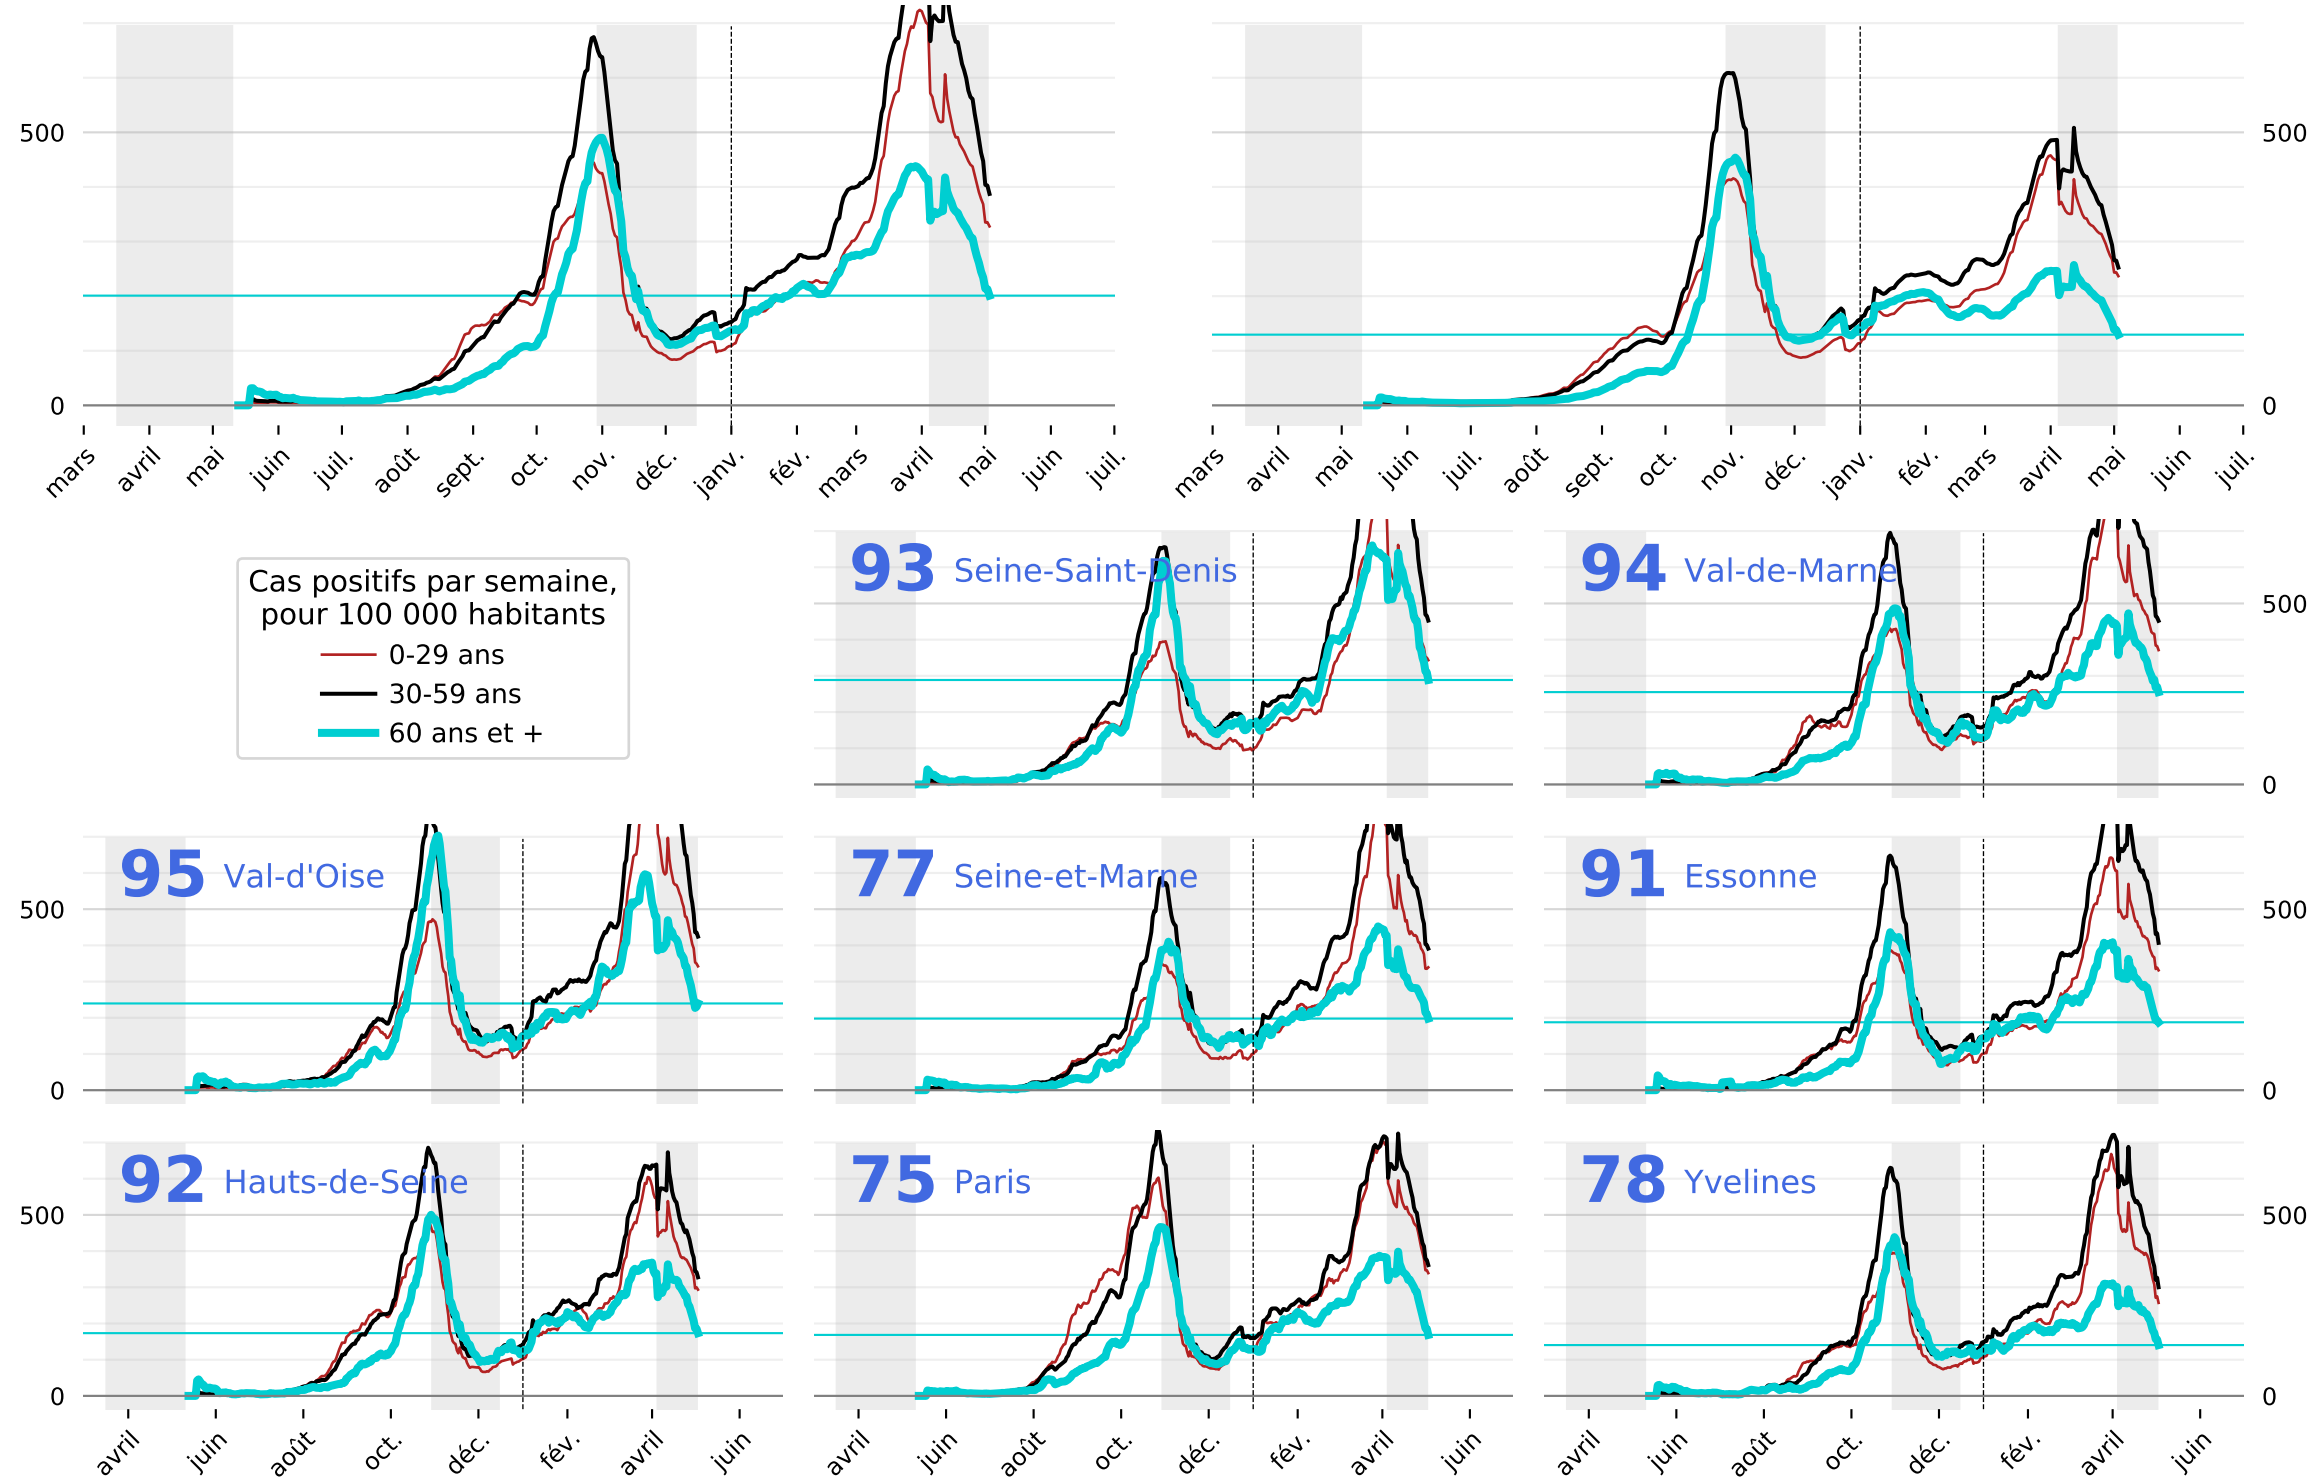 500
500
0
0
mars
avril
mai
juin
juil.
août
sept.
oct.
nov.
déc.
janv.
fév.
mars
avril
mai
juin
juil.
mars
avril
mai
juin
juil.
août
sept.
oct.
nov.
déc.
janv.
fév.
mars
avril
mai
juin
juil.
Cas positifs par semaine,
pour 100 000 habitants
0-29 ans
30-59 ans
60 ans et +
93 Seine-Saint-Denis
94 Val-de-Marne
500
0
95 Val-d'Oise
77 Seine-et-Marne
91 Essonne
500
500
0
0
92 Hauts-de-Seine
75 Paris
78 Yvelines
500
500
0
0
avril
juin
août
oct.
déc.
fév.
avril
juin
avril
juin
août
oct.
déc.
fév.
avril
juin
avril
juin
août
oct.
déc.
fév.
avril
juin